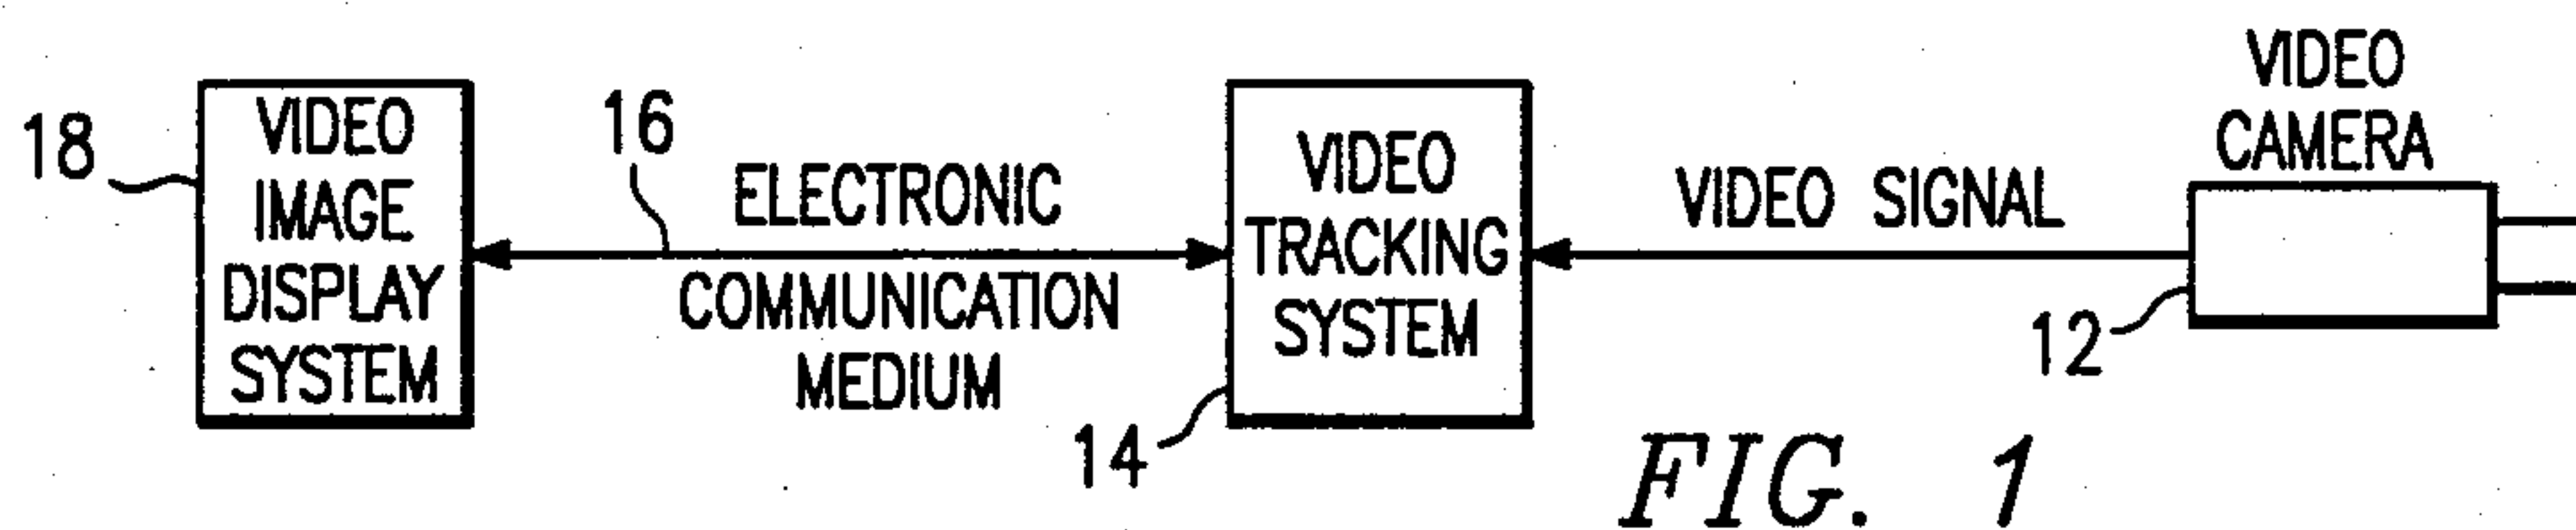 18
VIDEO
IMAGE
DISPLAY
SYSTEM
16
ELECTRONIC
COMMUNICATION
MEDIUM
VIDEO
TRACKING
SYSTEM
14
VIDEO SIGNAL
VIDEO
CAMERA
12
FIG. 1